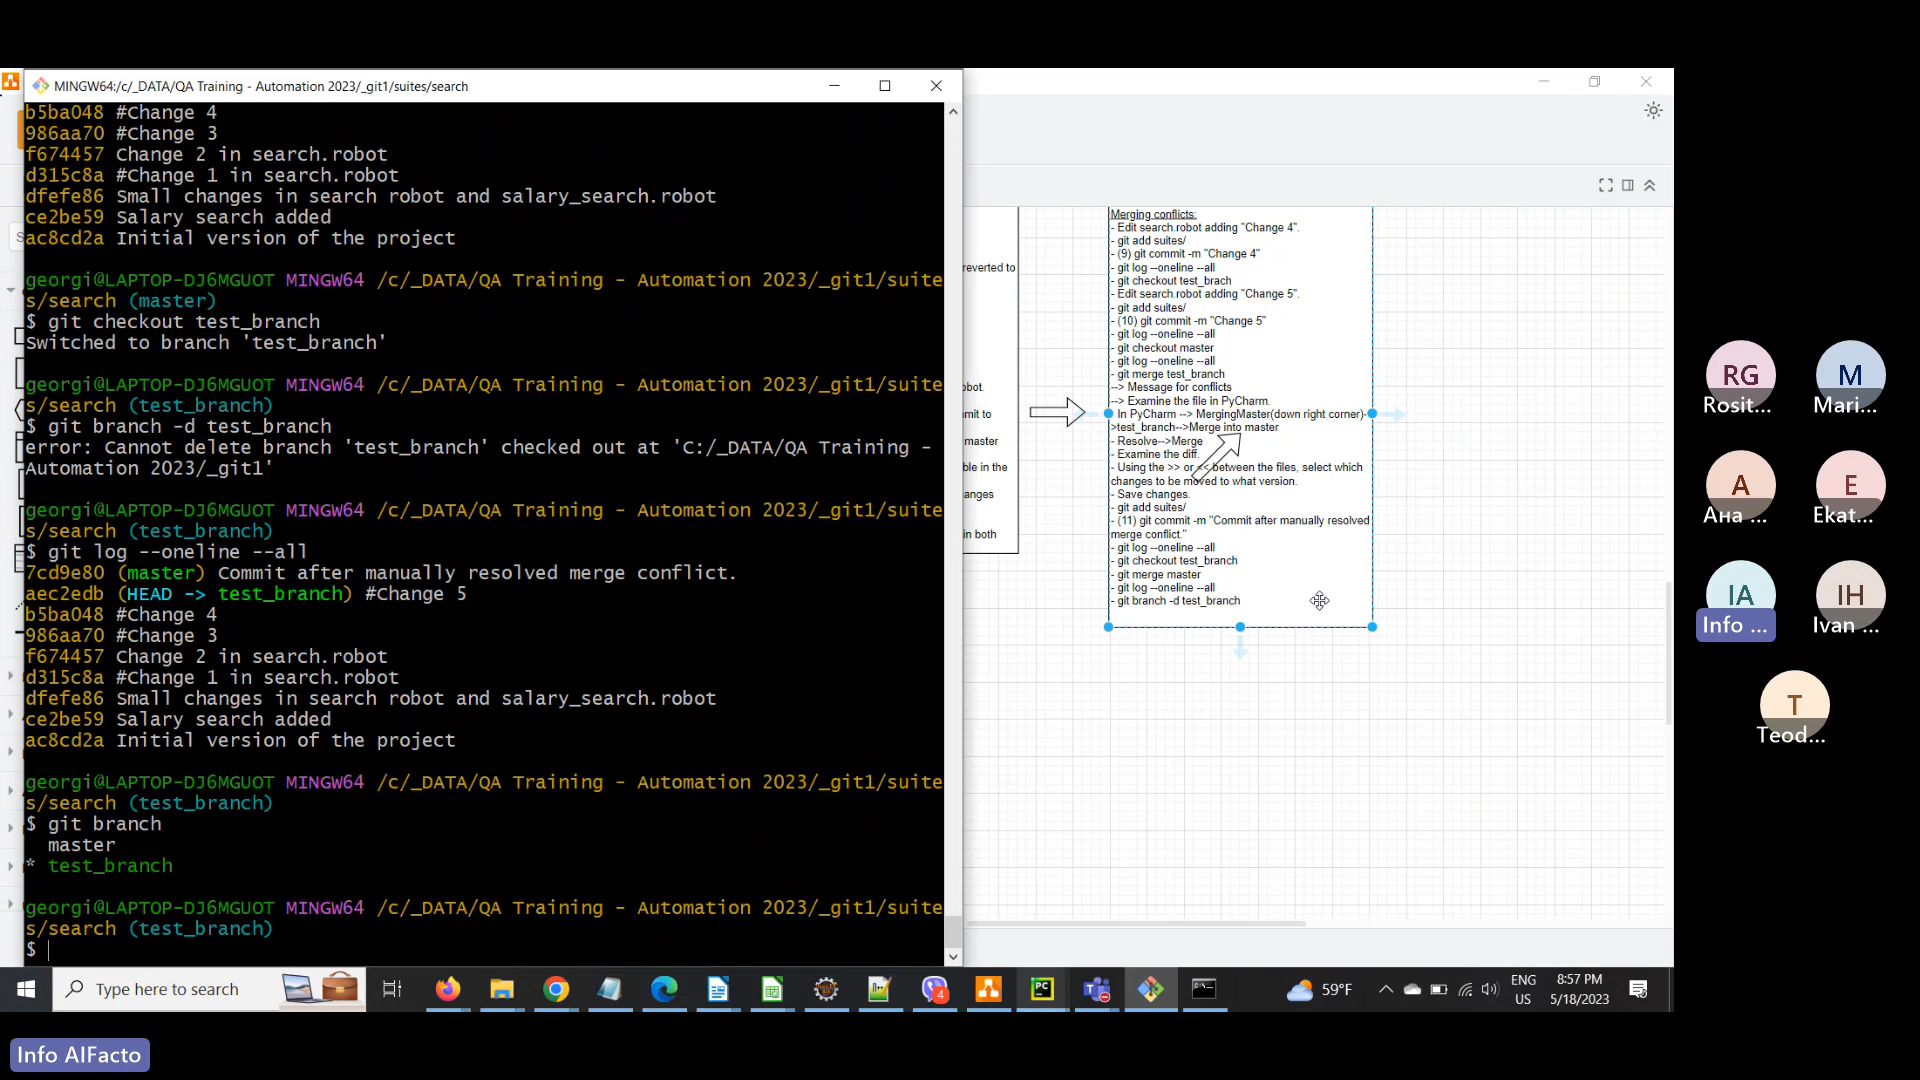 MINGW64:/c/_DATA/QA Training - Automation 2023/_git1/suites/search
b5ba048 #Change 4
986aa70 #Change 3
f674457 Change 2 in search.robot
d315c8a #Change 1 in search.robot
dfefe86 Small changes in search robot and salary_search.robot
ce2be59 Salary search added
ac8cd2a Initial version of the project
georgi@LAPTOP-DJ6MGUOT MINGW64 /c/_DATA/QA Training - Automation 2023/_git1/suite
s/search (master)
$ git checkout test_branch
Switched to branch 'test_branch'
georgi@LAPTOP-DJ6MGUOT MINGW64 /c/_DATA/QA Training - Automation 2023/_git1/suite
s/search (test_branch)
$ git branch -d test_branch
error: Cannot delete branch 'test_branch' checked out at 'C:/_DATA/QA Training -
Automation 2023/_git1'
georgi@LAPTOP-DJ6MGUOT MINGW64 /c/_DATA/QA Training - Automation 2023/_git1/suite
s/search (test_branch)
$ git log --oneline --all
7cd9e80 (master) Commit after manually resolved merge conflict.
aec2edb (HEAD -> test_branch) #Change 5
b5ba048 #Change 4
986aa70 #Change 3
f674457 Change 2 in search.robot
d315c8a #Change 1 in search.robot
dfefe86 Small changes in search robot and salary_search.robot
ce2be59 Salary search added
ac8cd2a Initial version of the project
georgi@LAPTOP-DJ6MGUOT MINGW64 /c/_DATA/QA Training - Automation 2023/_git1/suite
s/search (test_branch)
$ git branch
master
* test_branch
georgi@LAPTOP-DJ6MGUOT MINGW64 /c/_DATA/QA Training - Automation 2023/_git1/suite
s/search (test_branch)
$
reverted to
obot.
mit to
master
ble in the
anges
in both
Merging conflicts:
- Edit search.robot adding "Change 4".
- git add suites/
- (9) git commit -m "Change 4"
- git log --oneline --all
- git checkout test_brach
- Edit search.robot adding "Change 5".
- git add suites/
- (10) git commit -m "Change 5"
- git log --oneline --all
- git checkout master
- git log --oneline --all
- git merge test_branch
--> Message for conflicts
--> Examine the file in PyCharm.
- In PyCharm --> MergingMaster(down right corner)-
>test_branch-->Merge into master
- Resolve-->Merge
- Examine the diff.
- Using the >> or << between the files, select which
changes to be moved to what version.
- Save changes.
- git add suites/
- (11) git commit -m "Commit after manually resolved
merge conflict."
- git log --oneline --all
- git checkout test_branch
- git merge master
- git log --oneline --all
- git branch -d test_branch
RG
Rosit...
M
Mari...
A
Ана ...
E
Ekat...
IA
Info ...
IH
Ivan ...
T
Teod...
Type here to search
4
PC
59°F
ENG
US
8:57 PM
5/18/2023
Info AIFacto